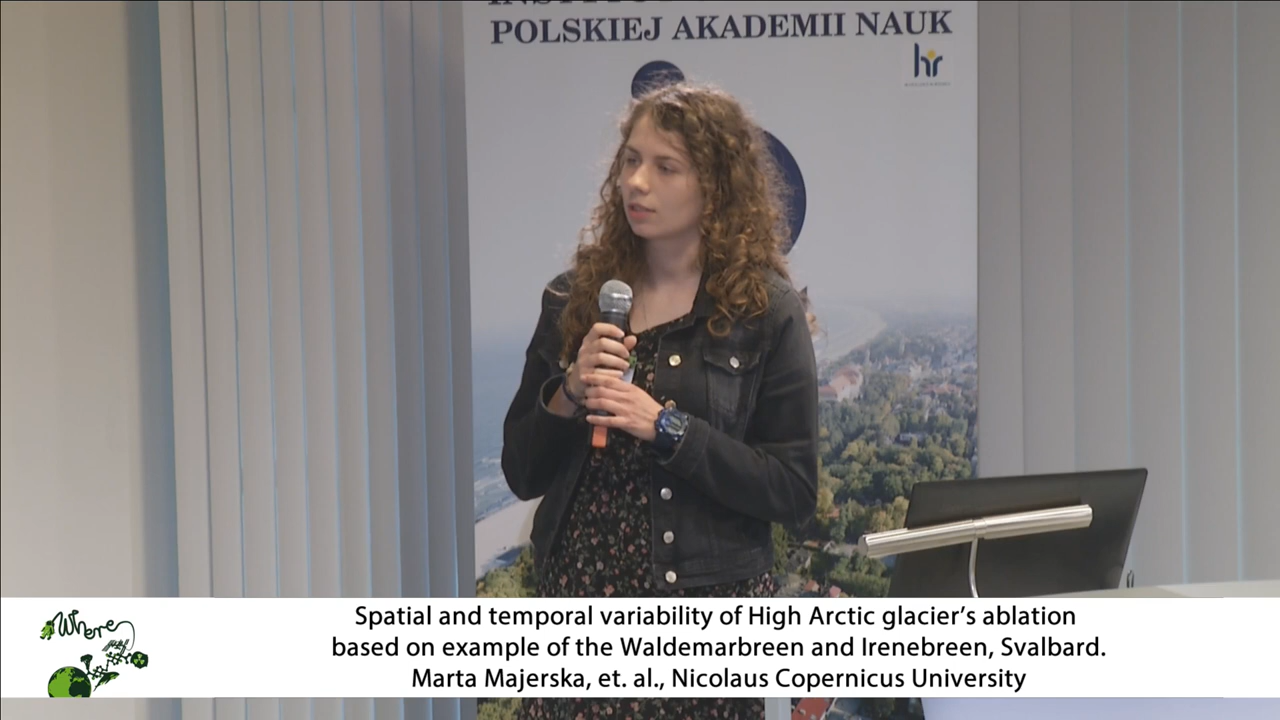 POLSKIEJ AKADEMII NAUK
hr
Where
Spatial and temporal variability of High Arctic glacier's ablation
based on example of the Waldemarbreen and Irenebreen, Svalbard.
Marta Majerska, et. al., Nicolaus Copernicus University